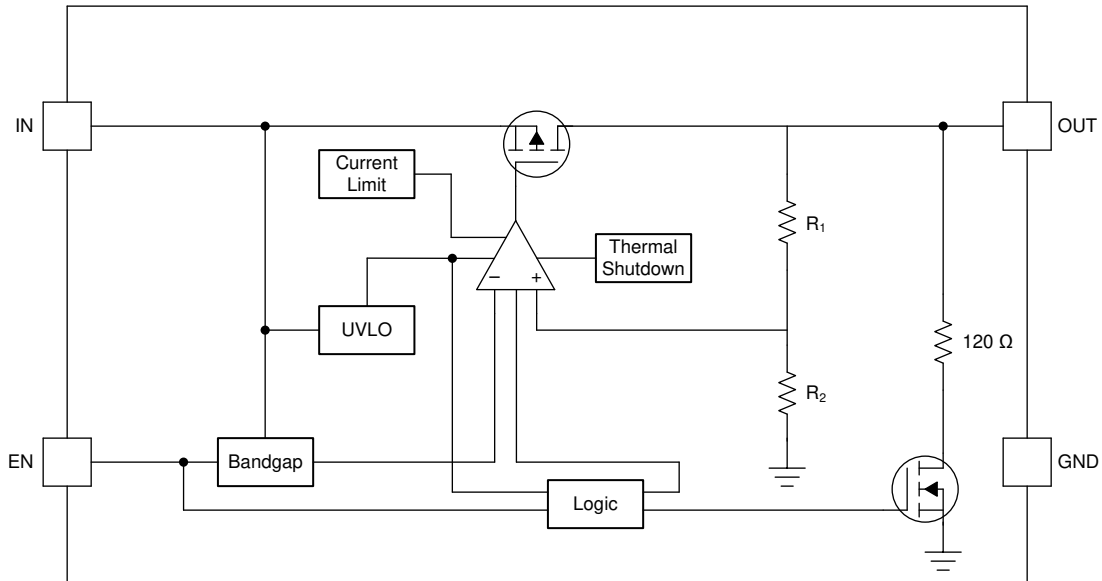 IN
OUT
Current
Limit
R₁
Thermal
Shutdown
− +
UVLO
120 Ω
R₂
EN
Bandgap
GND
Logic